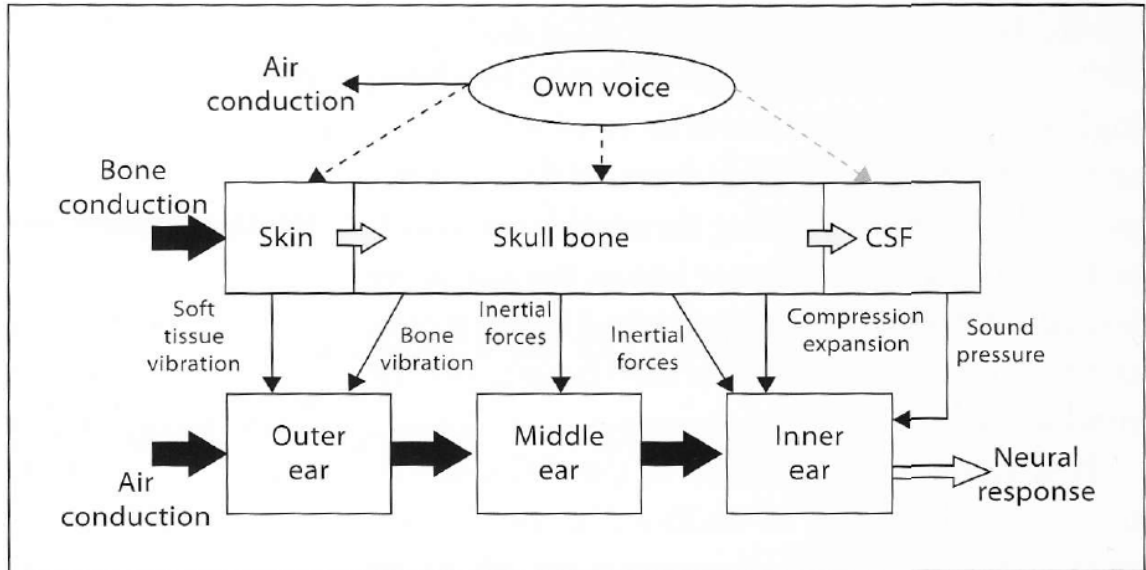 Own voice
Air
conduction
Bone
conduction
Skin
Skull bone
CSF
Soft
tissue
vibration
Bone
vibration
Inertial
forces
Inertial
forces
Compression
expansion
Sound
pressure
Outer
ear
Middle
ear
Inner
ear
Air
conduction
Neural
response